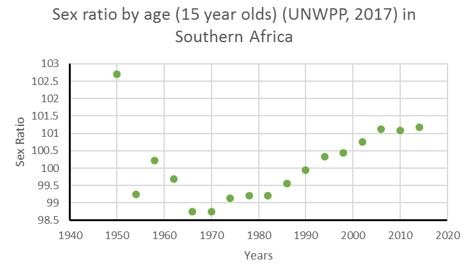 Sex ratio by age (15 year olds) (UNWPP, 2017) in
Southern Africa
103
102.5
102
101.5
101
100.5
100
99.5
99
98.5
Sex Ratio
1940 1950 1960 1970 1980 1990 2000 2010 2020
Years